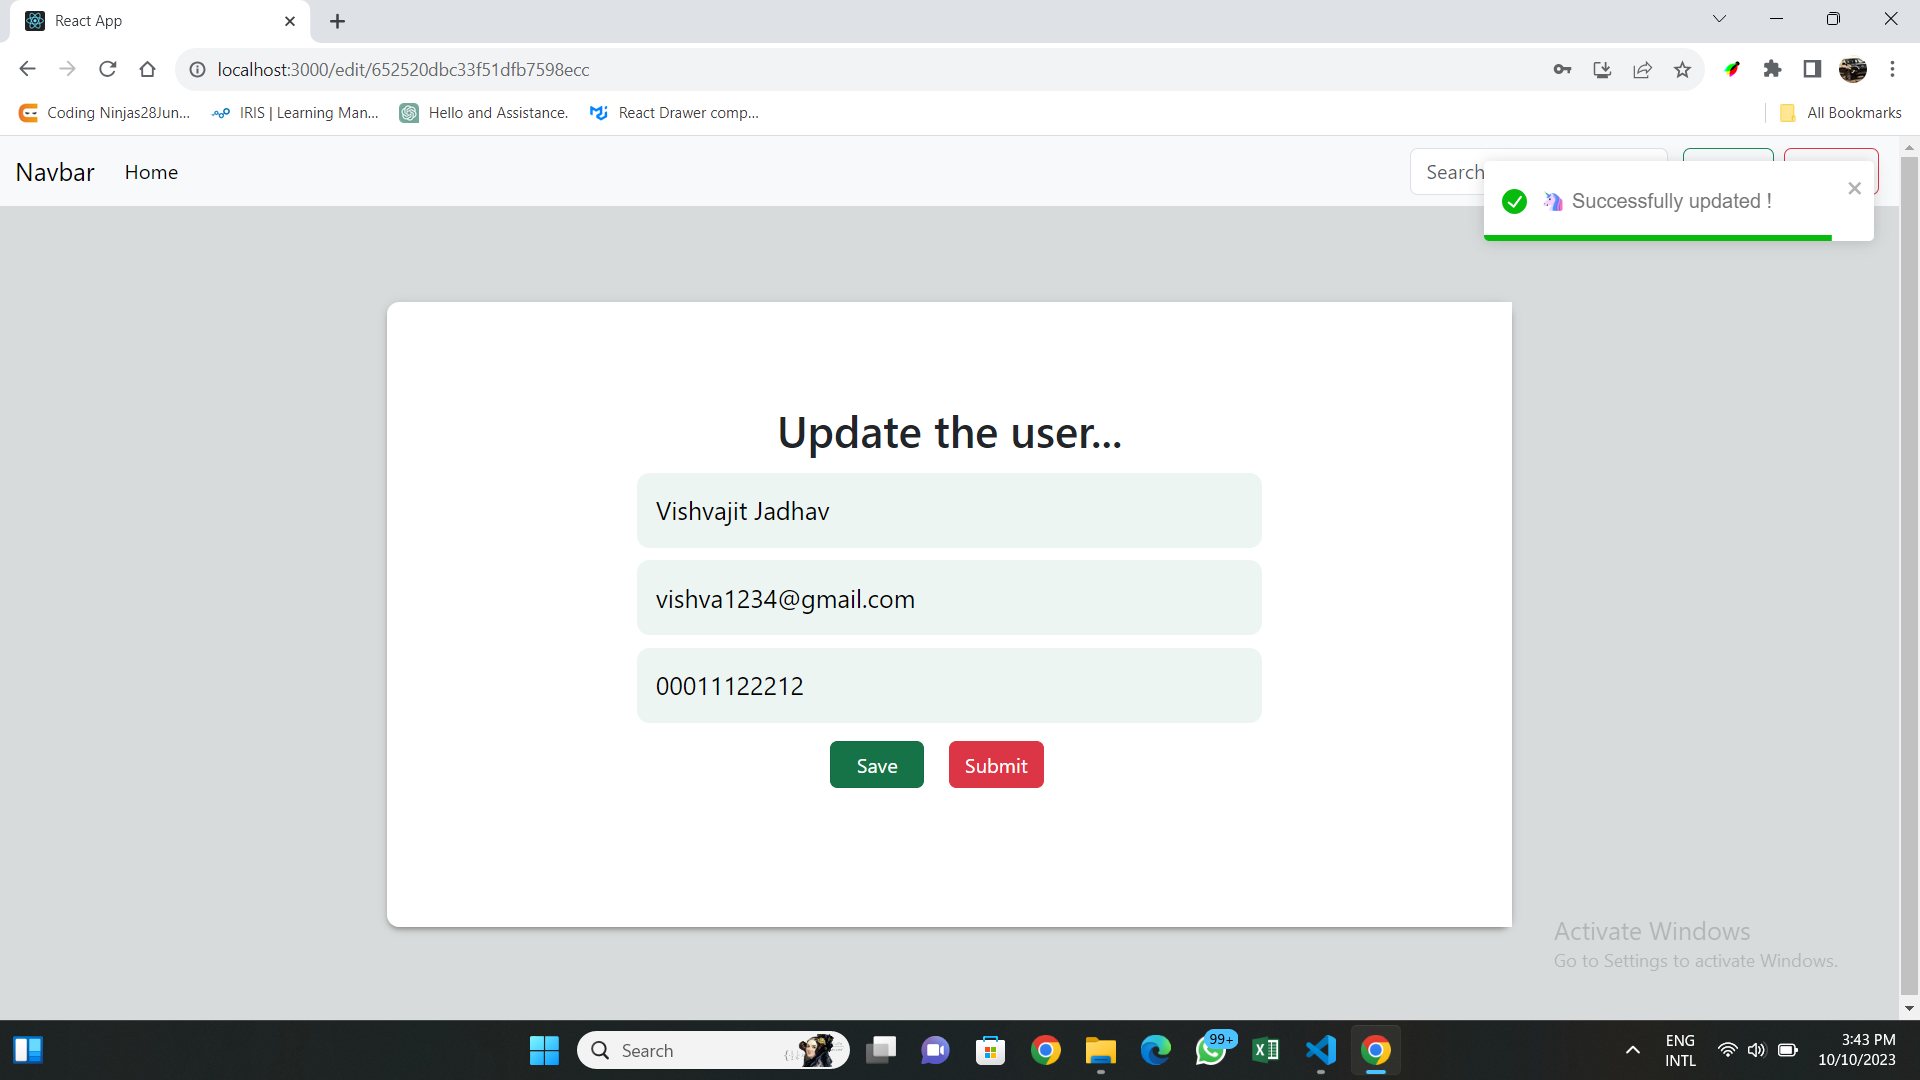 React App
localhost:3000/edit/652520dbc33f51dfb7598ecc
Coding Ninjas28Jun... IRIS | Learning Man... Hello and Assistance. React Drawer comp... All Bookmarks
Navbar Home Search
Successfully updated !
Update the user...
Vishvajit Jadhav
vishva1234@gmail.com
00011122212
Save Submit
Activate Windows
Go to Settings to activate Windows.
Search
99+
ENG
INTL
3:43 PM
10/10/2023